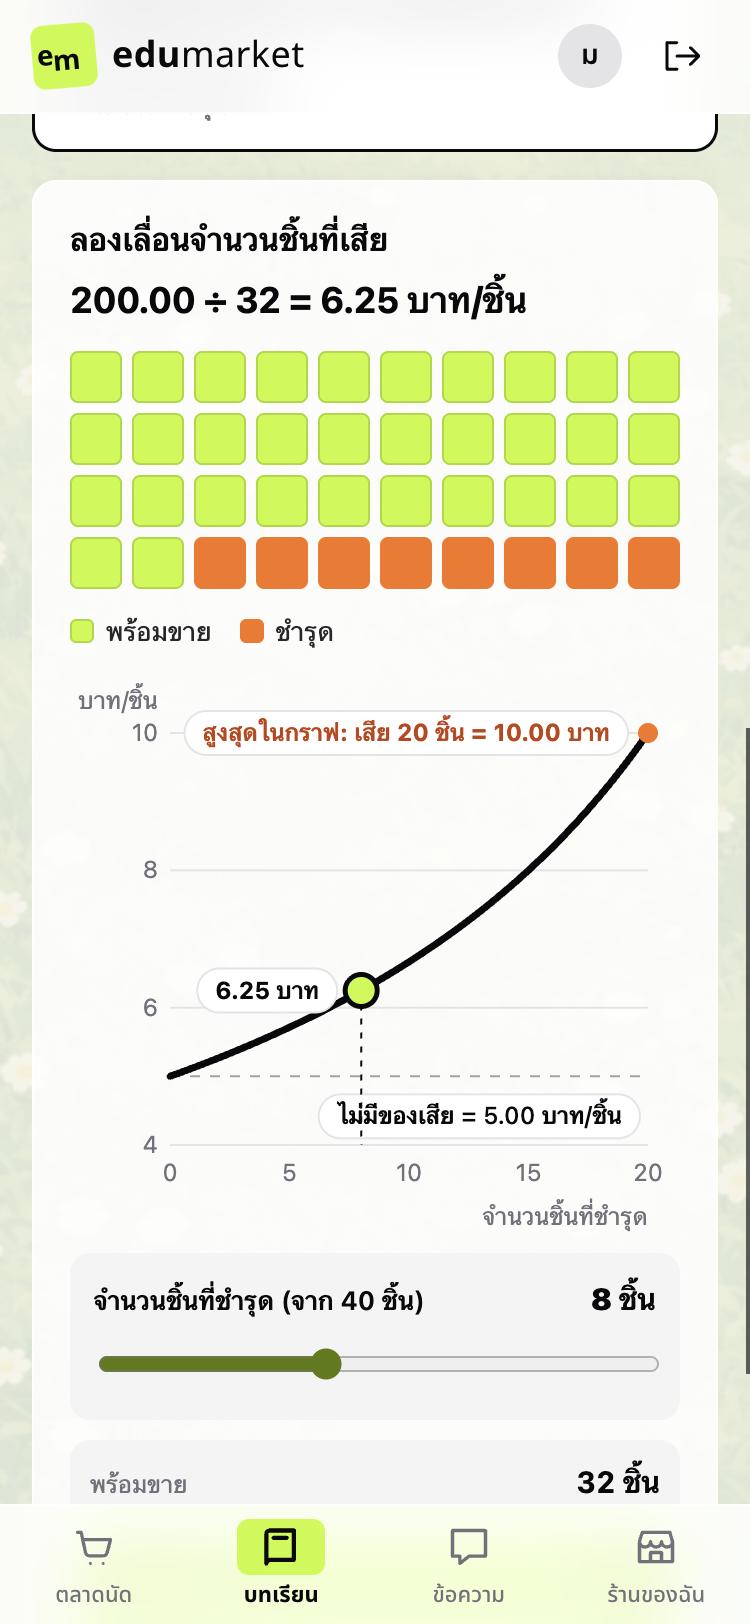 em edumarket ม
ลองเลื่อนจำนวนชิ้นที่เสีย
200.00 ÷ 32 = 6.25 บาท/ชิ้น
พร้อมขาย ชำรุด
บาท/ชิ้น
10 สูงสุดในกราฟ: เสีย 20 ชิ้น = 10.00 บาท
8
6.25 บาท
6
ไม่มีของเสีย = 5.00 บาท/ชิ้น
4
0 5 10 15 20
จำนวนชิ้นที่ชำรุด
จำนวนชิ้นที่ชำรุด (จาก 40 ชิ้น) 8 ชิ้น
พร้อมขาย 32 ชิ้น
ตลาดนัด บทเรียน ข้อความ ร้านของฉัน